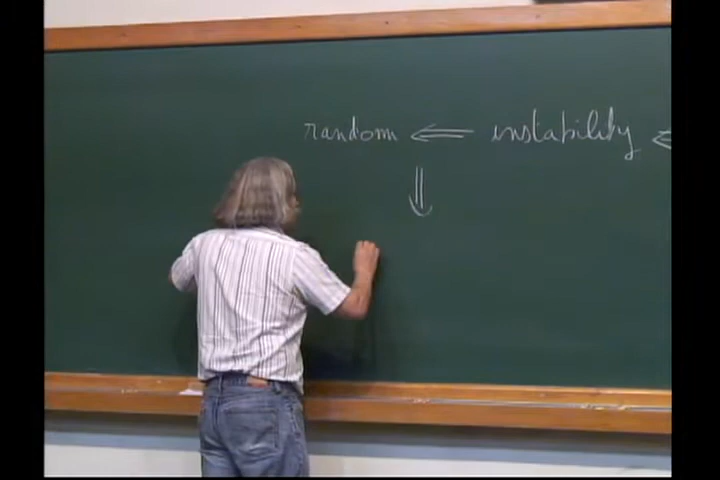 random ⇐ instability ⇐
⇓